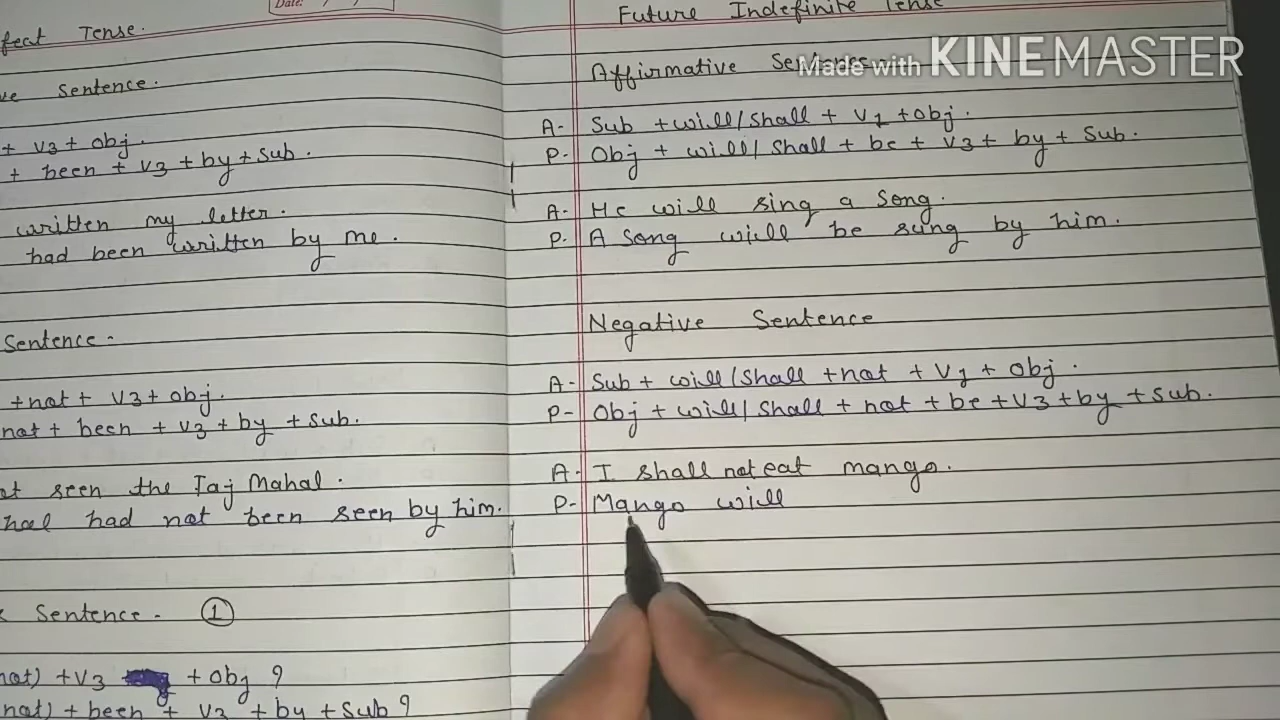 Date:
fect Tense.
ve Sentence.
+ V3 + obj.
+ been + V3 + by + sub.
written my letter.
had been written by me.
Sentence.
+ not + V3 + obj.
not + been + V3 + by + sub.
ot seen the Taj Mahal.
had not been seen by him.
Sentence - 1
not) + V3 + obj ?
not) + been + V3 + by + sub ?
Future Indefinite Tense
Affirmative Sentence
Made with KINEMASTER
A- Sub + will/shall + V1 + obj.
P- Obj + will/shall + be + V3 + by + sub.
A- He will sing a song.
P- A song will be sung by him.
Negative Sentence
A- Sub + will/shall + not + V1 + obj.
P- Obj + will/shall + not + be + V3 + by + sub.
A- I shall not eat mango.
P- Mango will